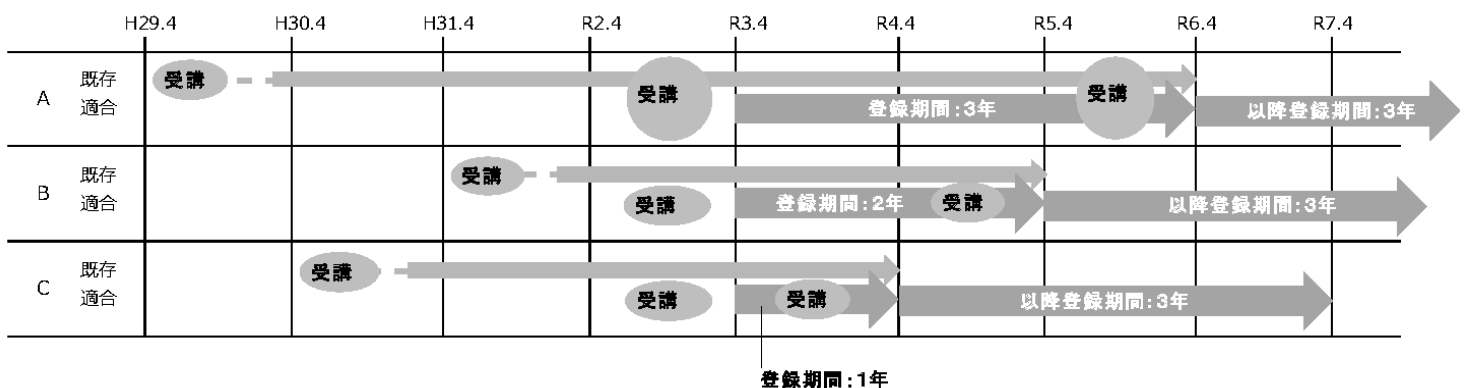 H29.4 H30.4 H31.4 R2.4 R3.4 R4.4 R5.4 R6.4 R7.4
A
既存
適合
受講
受講
受講
登録期間:3年
以降登録期間:3年
B
既存
適合
受講
受講
登録期間:2年
受講
以降登録期間:3年
C
既存
適合
受講
受講
受講
以降登録期間:3年
登録期間:1年